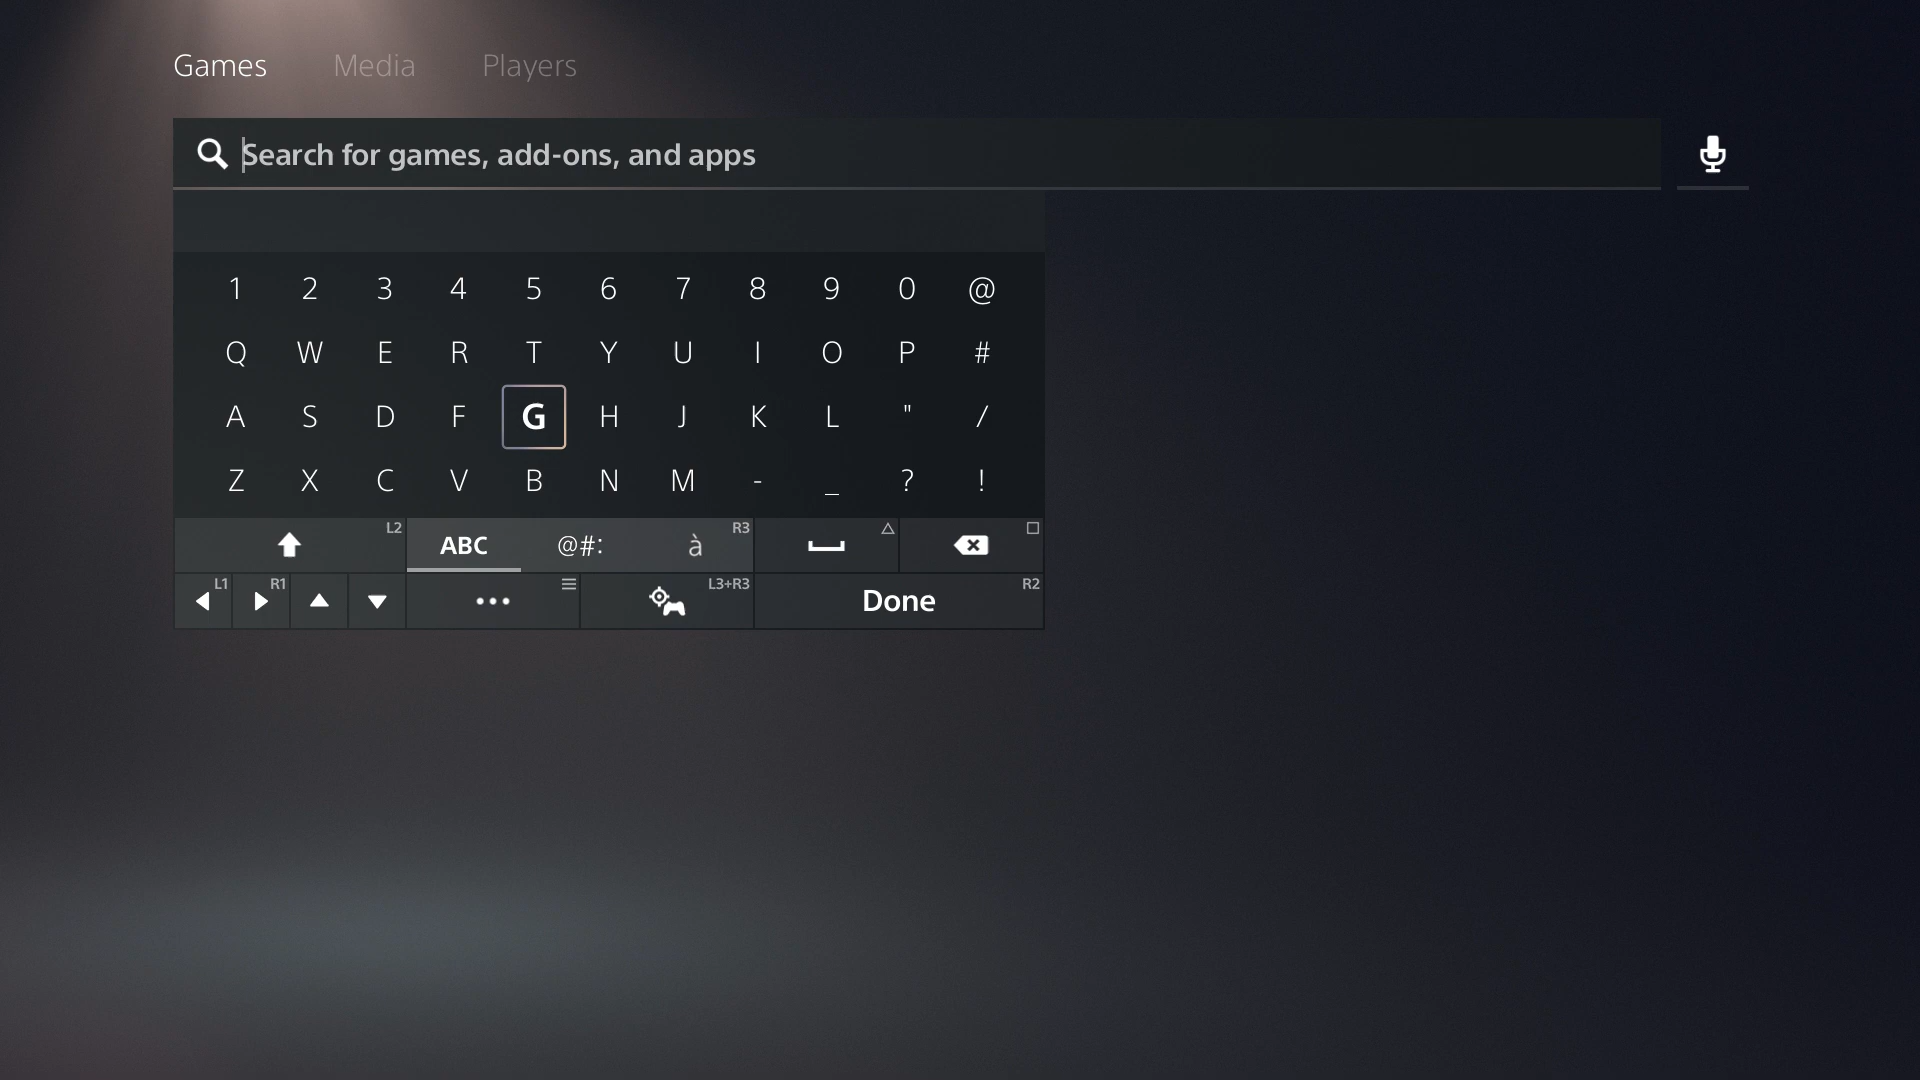 Games Media Players
Search for games, add-ons, and apps
1 2 3 4 5 6 7 8 9 0 @
Q W E R T Y U I O P #
A S D F G H J K L " /
Z X C V B N M - _ ? !
L2 ABC @#: à R3
L1 R1 L3+R3 Done R2